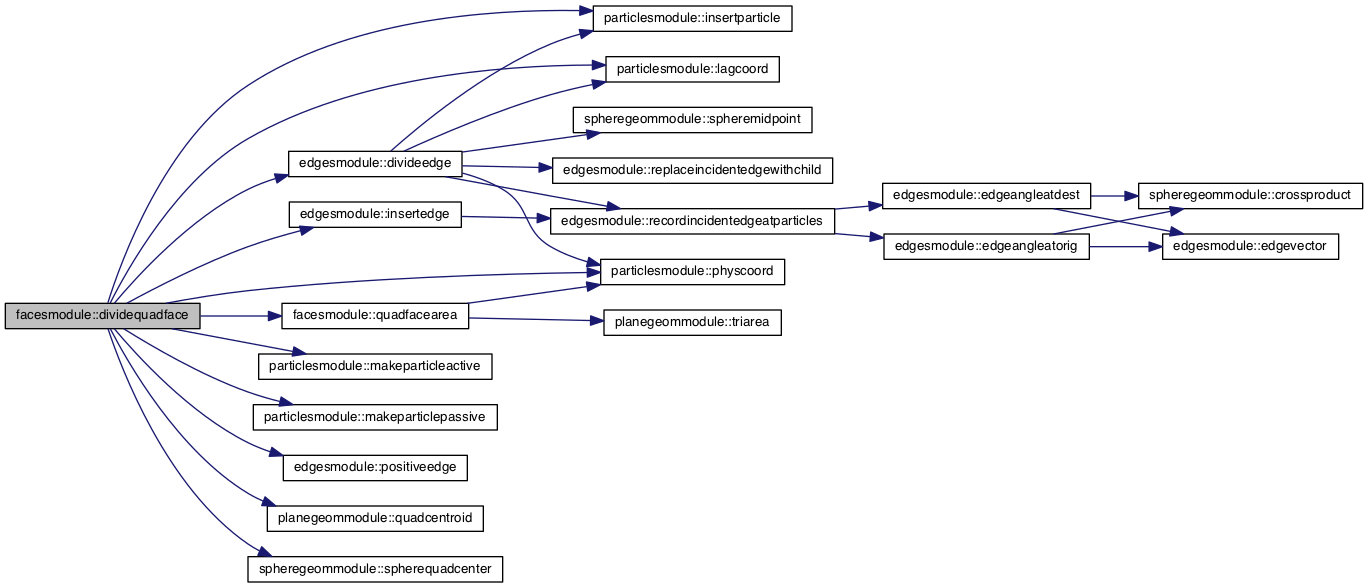 particlesmodule::insertparticle
particlesmodule::lagcoord
spheregeommodule::spheremidpoint
edgesmodule::divideedge
edgesmodule::replaceincidentedgewithchild
edgesmodule::edgeangleatdest
spheregeommodule::crossproduct
edgesmodule::insertedge
edgesmodule::recordincidentedgeatparticles
edgesmodule::edgeangleatorig
edgesmodule::edgevector
particlesmodule::physcoord
facesmodule::dividequadface
facesmodule::quadfacearea
planegeommodule::triarea
particlesmodule::makeparticleactive
particlesmodule::makeparticlepassive
edgesmodule::positiveedge
planegeommodule::quadcentroid
spheregeommodule::spherequadcenter